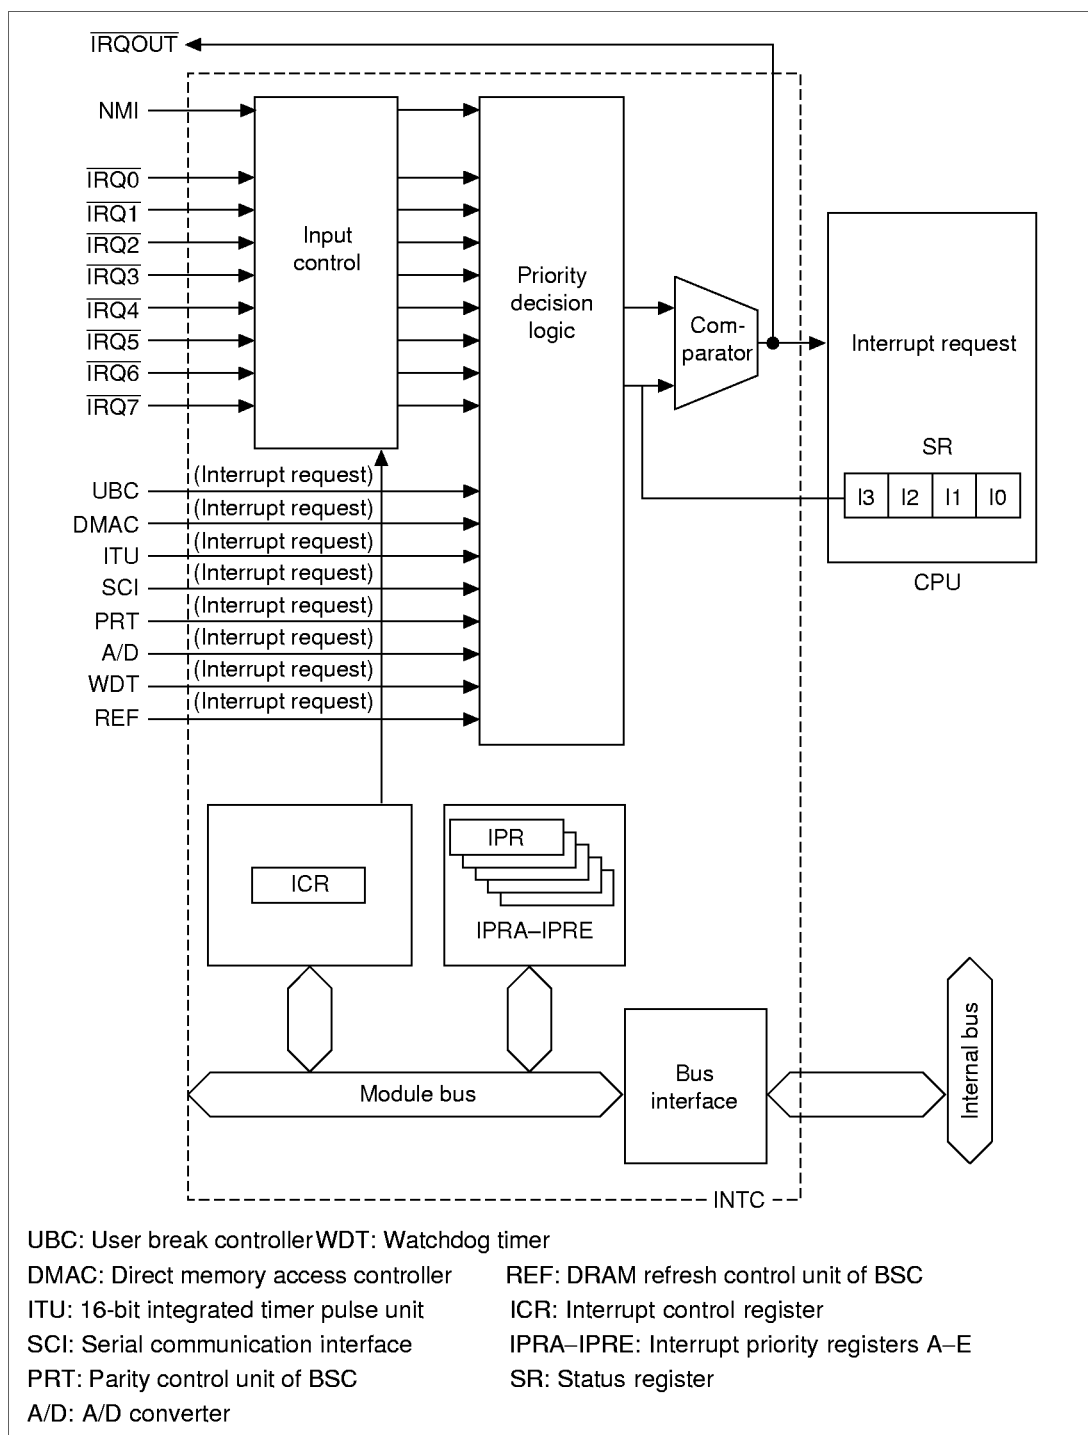 IRQOUT
NMI
IRQ0
IRQ1
IRQ2
IRQ3
IRQ4
IRQ5
IRQ6
IRQ7
Input
control
Priority
decision
logic
Com-
parator
Interrupt request
SR
I3 I2 I1 I0
CPU
UBC (Interrupt request)
DMAC (Interrupt request)
ITU (Interrupt request)
SCI (Interrupt request)
PRT (Interrupt request)
A/D (Interrupt request)
WDT (Interrupt request)
REF (Interrupt request)
ICR
IPR
IPRA–IPRE
Module bus
Bus
interface
Internal bus
INTC
UBC: User break controller WDT: Watchdog timer
DMAC: Direct memory access controller REF: DRAM refresh control unit of BSC
ITU: 16-bit integrated timer pulse unit ICR: Interrupt control register
SCI: Serial communication interface IPRA–IPRE: Interrupt priority registers A–E
PRT: Parity control unit of BSC SR: Status register
A/D: A/D converter